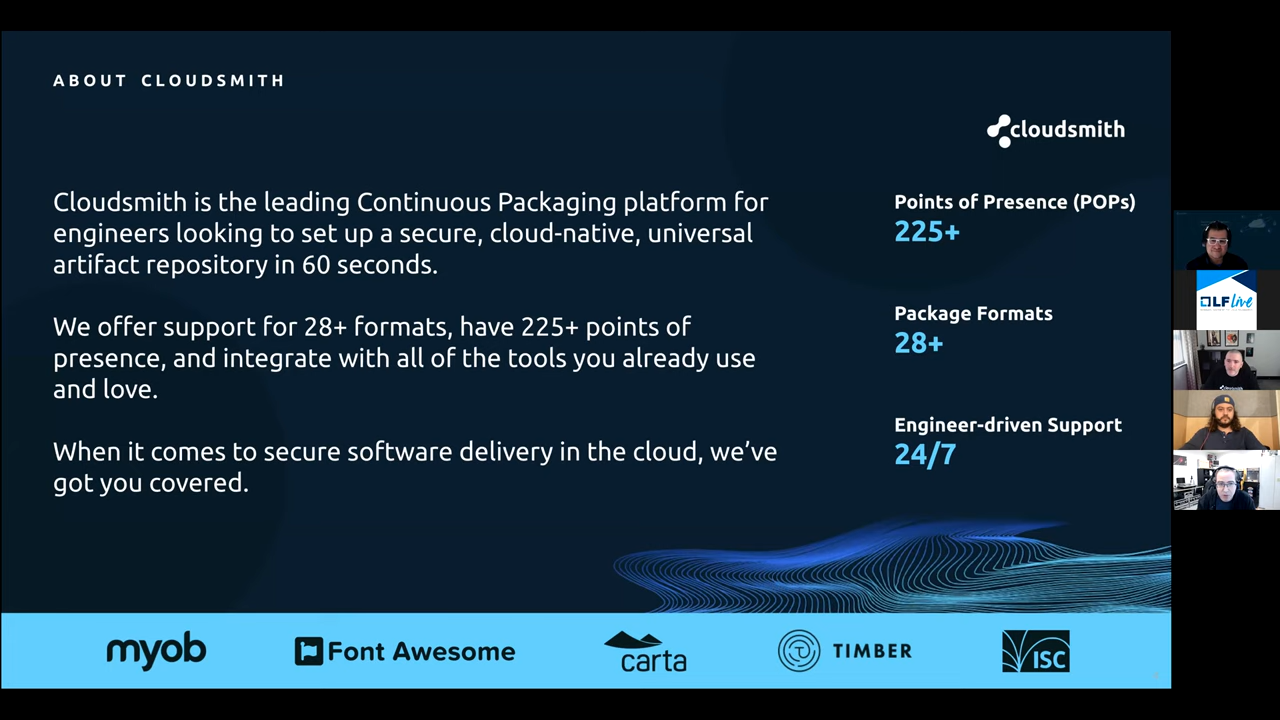 ABOUT CLOUDSMITH
cloudsmith
Cloudsmith is the leading Continuous Packaging platform for
engineers looking to set up a secure, cloud-native, universal
artifact repository in 60 seconds.
We offer support for 28+ formats, have 225+ points of
presence, and integrate with all of the tools you already use
and love.
When it comes to secure software delivery in the cloud, we’ve
got you covered.
Points of Presence (POPs)
225+
Package Formats
28+
Engineer-driven Support
24/7
LF Live
myob
Font Awesome
carta
TIMBER
ISC